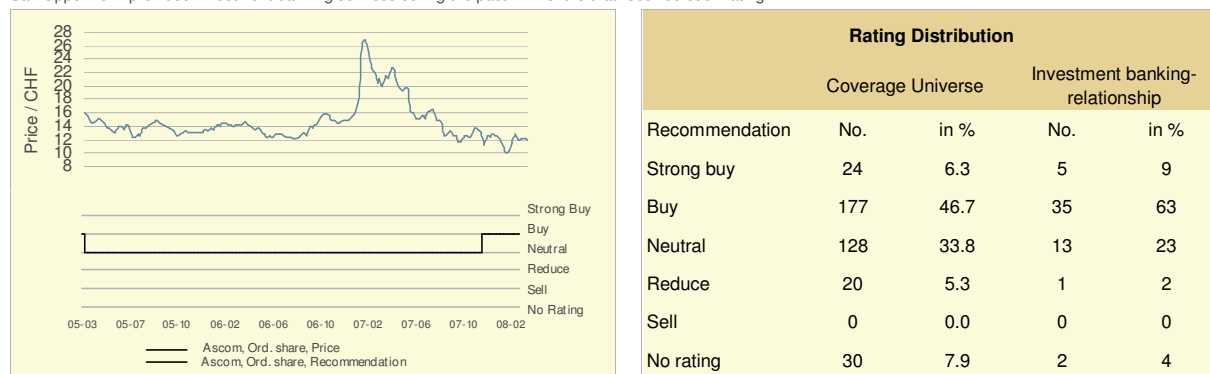 28
26
24
22
20
18
16
14
12
10
8
Price / CHF
Strong Buy
Buy
Neutral
Reduce
Sell
No Rating
05-03 05-07 05-10 06-02 06-06 06-10 07-02 07-06 07-10 08-02
Ascom, Ord. share, Price
Ascom, Ord. share, Recommendation
Rating Distribution
Coverage Universe Investment banking-
relationship
Recommendation No. in % No. in %
Strong buy 24 6.3 5 9
Buy 177 46.7 35 63
Neutral 128 33.8 13 23
Reduce 20 5.3 1 2
Sell 0 0.0 0 0
No rating 30 7.9 2 4